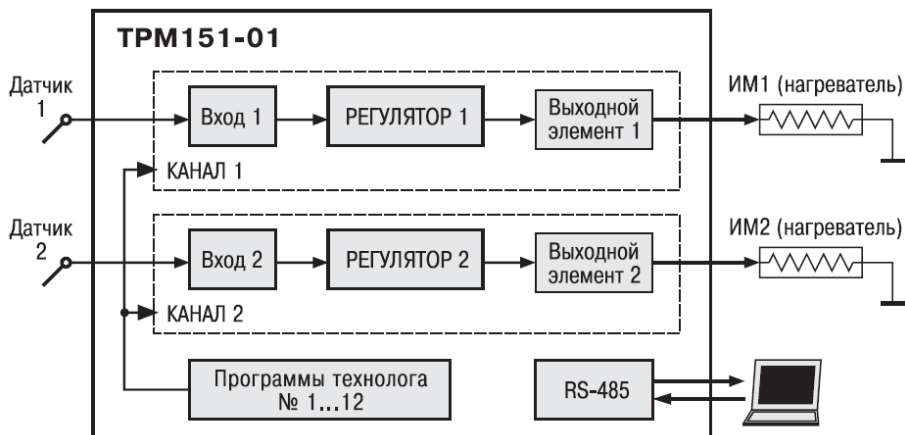 ТРМ151-01
Датчик
1
Вход 1
РЕГУЛЯТОР 1
Выходной
элемент 1
ИМ1 (нагреватель)
КАНАЛ 1
Датчик
2
Вход 2
РЕГУЛЯТОР 2
Выходной
элемент 2
ИМ2 (нагреватель)
КАНАЛ 2
Программы технолога
№ 1...12
RS-485